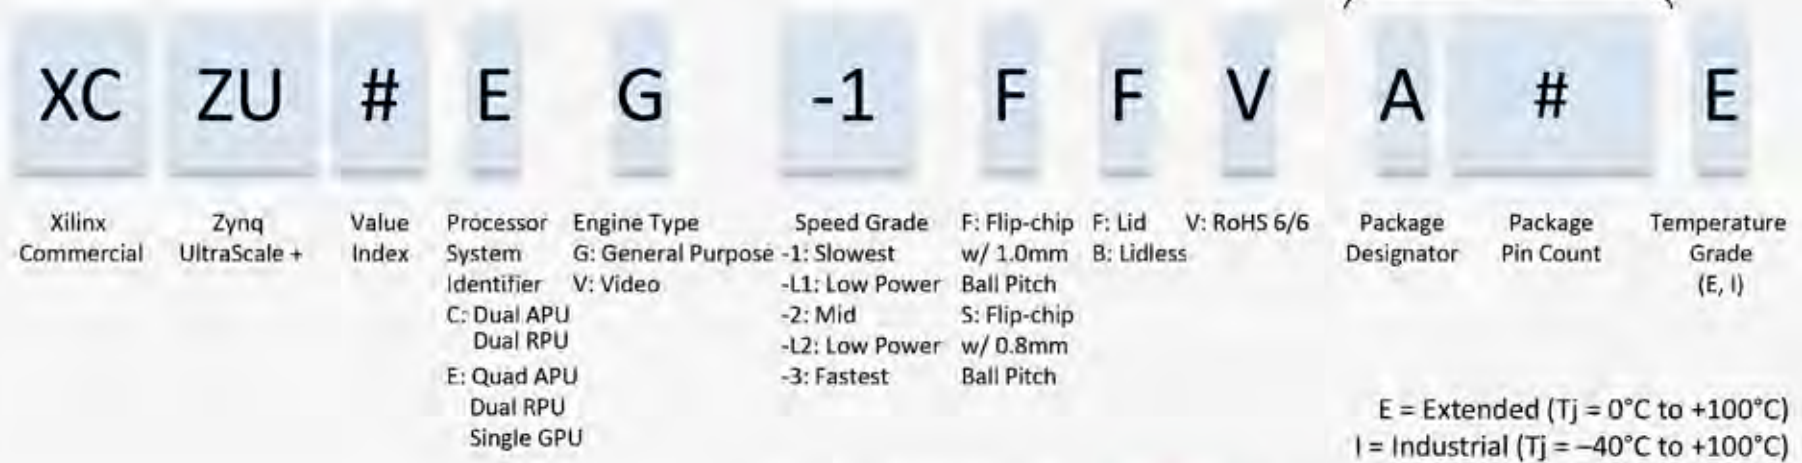 XC ZU # E G -1 F F V A # E
Xilinx
Commercial
Zynq
UltraScale +
Value
Index
Processor
System
Identifier
C: Dual APU
Dual RPU
E: Quad APU
Dual RPU
Single GPU
Engine Type
G: General Purpose
V: Video
Speed Grade
-1: Slowest
-L1: Low Power
-2: Mid
-L2: Low Power
-3: Fastest
F: Flip-chip
w/ 1.0mm
Ball Pitch
S: Flip-chip
w/ 0.8mm
Ball Pitch
F: Lid
B: Lidless
V: RoHS 6/6
Package
Designator
Package
Pin Count
Temperature
Grade
(E, I)
E = Extended (Tj = 0°C to +100°C)
I = Industrial (Tj = –40°C to +100°C)